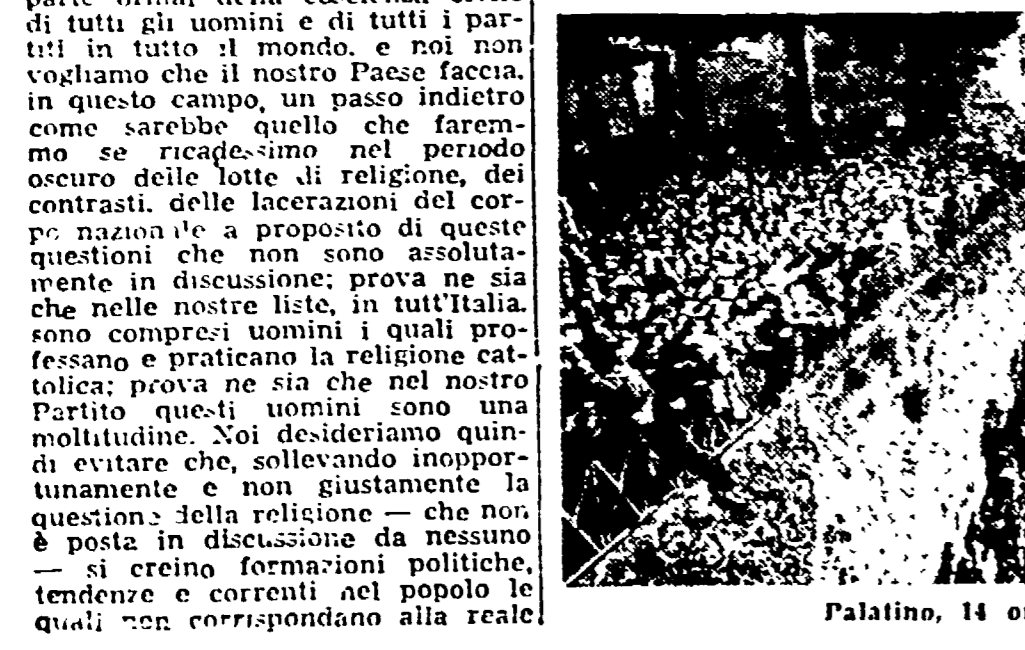 parte ormai della coscienza civile
di tutti gli uomini e di tutti i par-
titi in tutto il mondo. e noi non
vogliamo che il nostro Paese faccia.
in questo campo, un passo indietro
come sarebbe quello che farem-
mo se ricadessimo nel periodo
oscuro delle lotte di religione, dei
contrasti. delle lacerazioni del cor-
po nazionale a proposito di queste
questioni che non sono assoluta-
mente in discussione; prova ne sia
che nelle nostre liste, in tutt'Italia.
sono compresi uomini i quali pro-
fessano e praticano la religione cat-
tolica; prova ne sia che nel nostro
Partito questi uomini sono una
moltitudine. Noi desideriamo quin-
di evitare che, sollevando inoppor-
tunamente e non giustamente la
questione della religione — che non
è posta in discussione da nessuno
— si creino formazioni politiche,
tendenze e correnti nel popolo le
quali non corrispondano alla reale
Palatino, 14